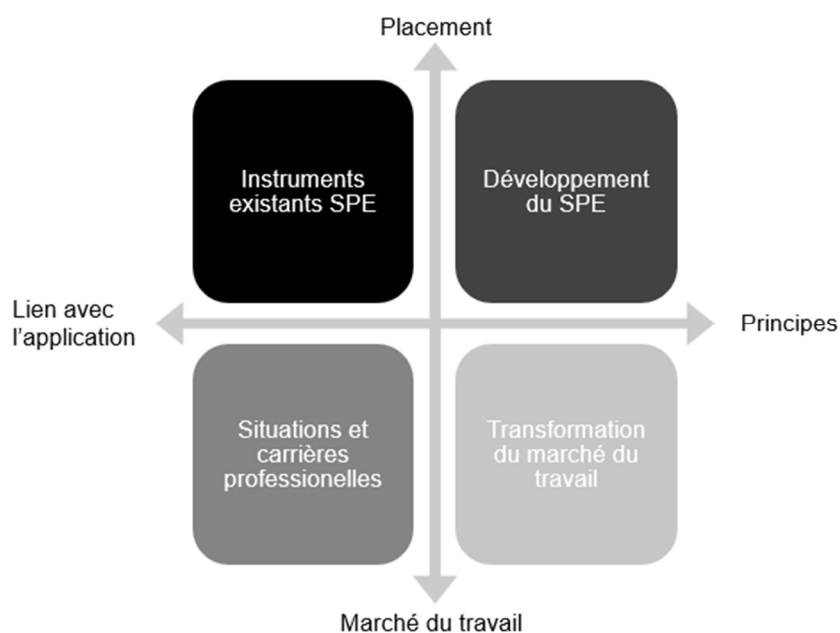 Placement
Instruments
existants SPE
Développement
du SPE
Lien avec
l'application
Principes
Situations et
carrières
professionelles
Transformation
du marché du
travail
Marché du travail